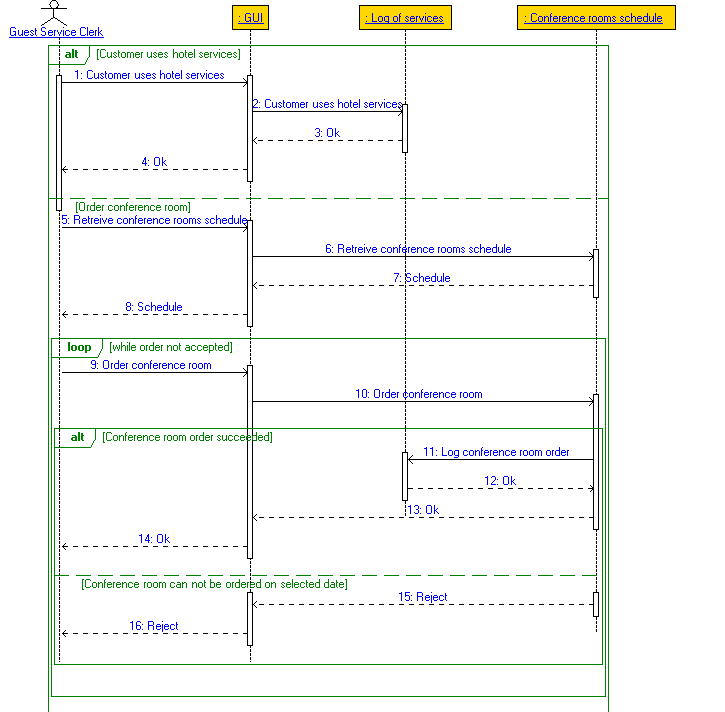 : GUI
: Log of services
: Conference rooms schedule
Guest Service Clerk
alt
[Customer uses hotel services]
1: Customer uses hotel services
2: Customer uses hotel services
3: Ok
4: Ok
[Order conference room]
5: Retreive conference rooms schedule
6: Retreive conference rooms schedule
7: Schedule
8: Schedule
loop
[while order not accepted]
9: Order conference room
10: Order conference room
alt
[Conference room order succeeded]
11: Log conference room order
12: Ok
13: Ok
14: Ok
[Conference room can not be ordered on selected date]
15: Reject
16: Reject